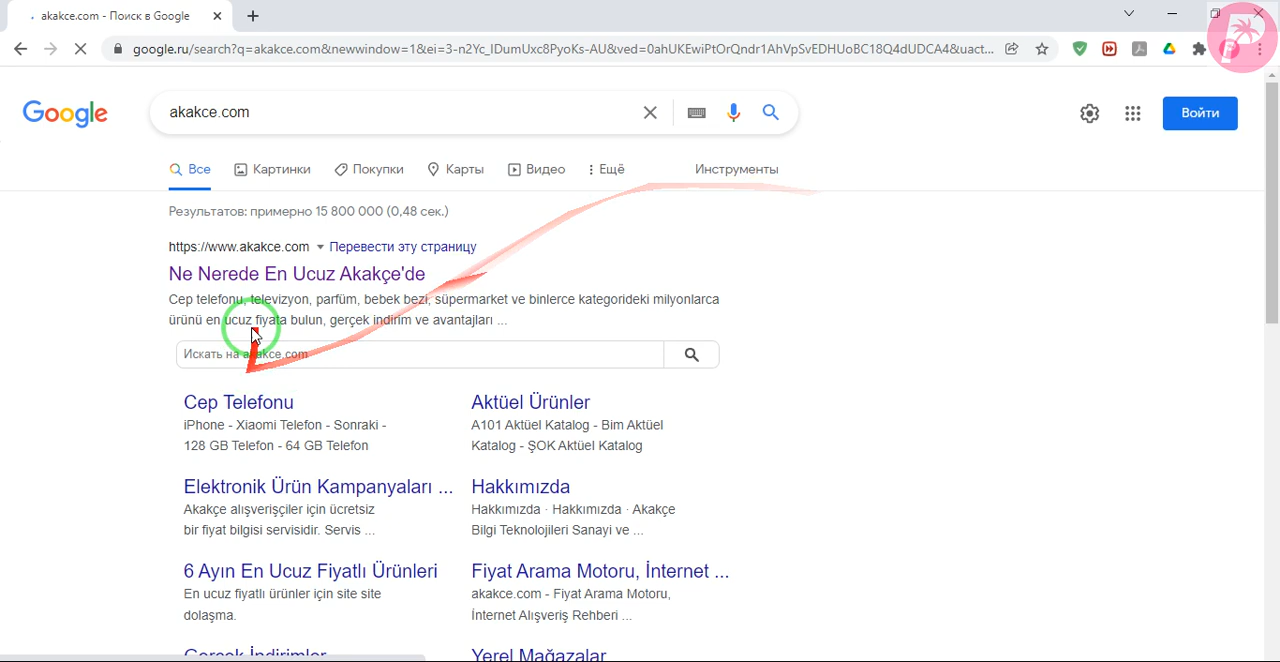 akakce.com - Поиск в Google
google.ru/search?q=akakce.com&newwindow=1&ei=3-n2Yc_IDumUxc8PyoKs-AU&ved=0ahUKEwiPtOrQndr1AhVpSvEDHUoBC18Q4dUDCA4&uact...
Google
akakce.com
Войти
Все Картинки Покупки Карты Видео Ещё Инструменты
Результатов: примерно 15 800 000 (0,48 сек.)
https://www.akakce.com Перевести эту страницу
Ne Nerede En Ucuz Akakçe'de
Cep telefonu, televizyon, parfüm, bebek bezi, süpermarket ve binlerce kategorideki milyonlarca
ürünü en ucuz fiyata bulun, gerçek indirim ve avantajları ...
Искать на akakce.com
Cep Telefonu
iPhone - Xiaomi Telefon - Sonraki -
128 GB Telefon - 64 GB Telefon
Aktüel Ürünler
A101 Aktüel Katalog - Bim Aktüel
Katalog - ŞOK Aktüel Katalog
Elektronik Ürün Kampanyaları ...
Akakçe alışverişçiler için ücretsiz
bir fiyat bilgisi servisidir. Servis ...
Hakkımızda
Hakkımızda · Hakkımızda · Akakçe
Bilgi Teknolojileri Sanayi ve ...
6 Ayın En Ucuz Fiyatlı Ürünleri
En ucuz fiyatlı ürünler için site site
dolaşma.
Fiyat Arama Motoru, İnternet ...
akakce.com - Fiyat Arama Motoru,
İnternet Alışveriş Rehberi ...
Gerçek İndirimler
Yerel Mağazalar